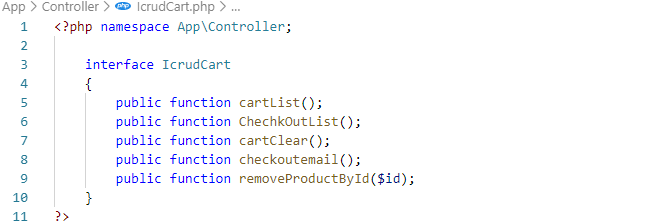 App > Controller > php IcrudCart.php > ...
1 <?php namespace App\Controller;
2
3 interface IcrudCart
4 {
5 public function cartList();
6 public function ChechkOutList();
7 public function cartClear();
8 public function checkoutemail();
9 public function removeProductById($id);
10 }
11 ?>